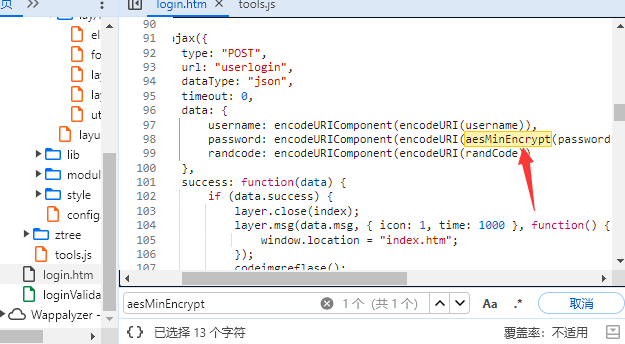 页
login.htm
tools.js
lay/
el
fo
lay
lay
ut
layu
lib
modul
style
config
ztree
tools.js
login.htm
loginValida
Wappalyzer -
90
91 ajax({
92 type: "POST",
93 url: "userlogin",
94 dataType: "json",
95 timeout: 0,
96 data: {
97 username: encodeURIComponent(encodeURI(username)),
98 password: encodeURIComponent(encodeURI(aesMinEncrypt(password
99 randcode: encodeURIComponent(encodeURI(randCode))
100 },
101 success: function(data) {
102 if (data.success) {
103 layer.close(index);
104 layer.msg(data.msg, { icon: 1, time: 1000 }, function() {
105 window.location = "index.htm";
106 });
107 codeimgreflase();
aesMinEncrypt
1 个（共 1 个）
Aa
.*
取消
{}
已选择 13 个字符
覆盖率：不适用